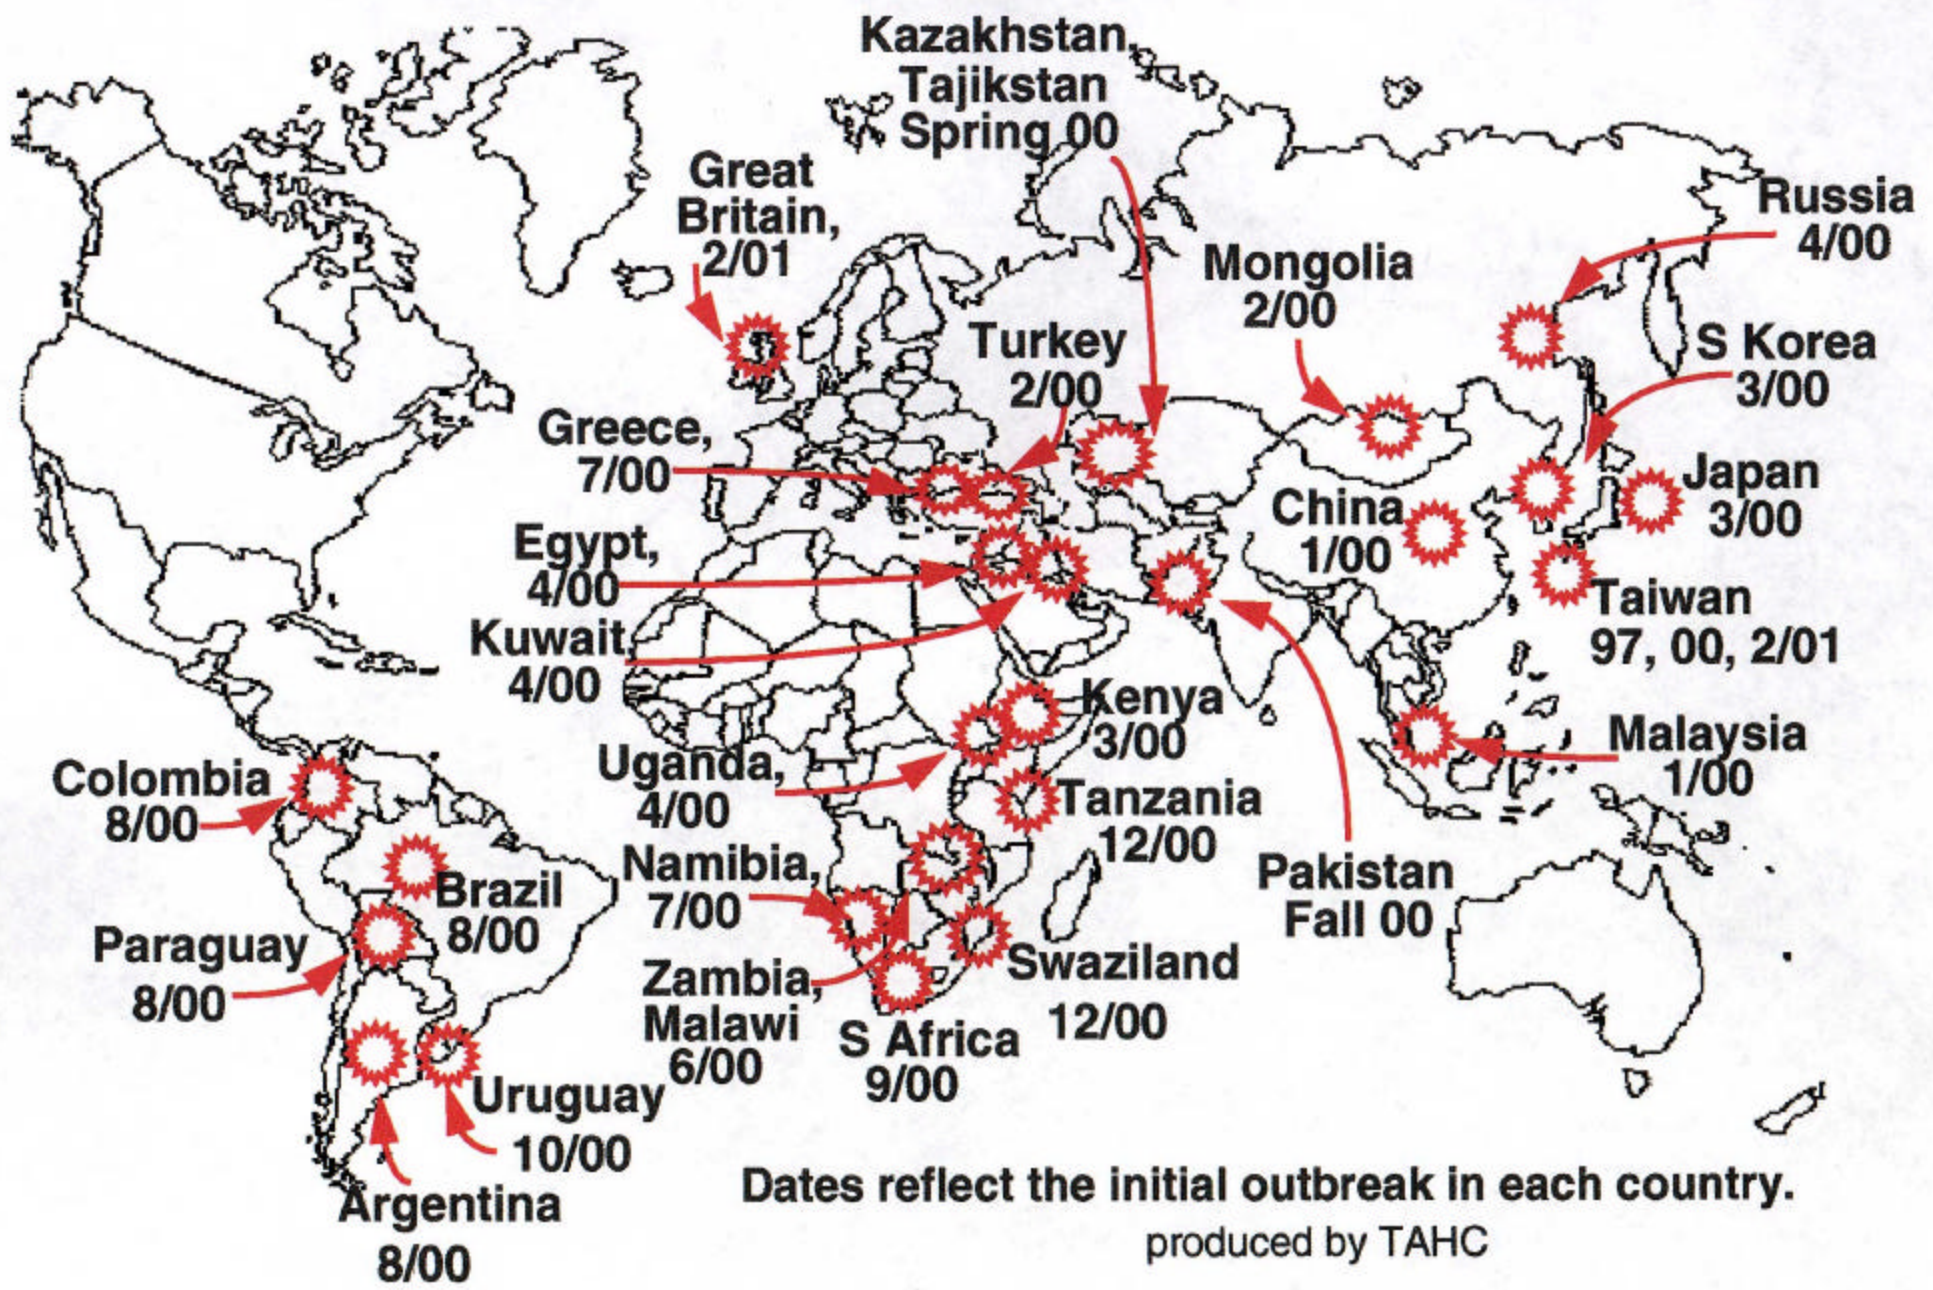 Kazakhstan,
Tajikstan
Spring 00
Great
Britain,
2/01
Russia
4/00
Mongolia
2/00
Turkey
2/00
S Korea
3/00
Greece,
7/00
Japan
3/00
China
1/00
Egypt,
4/00
Taiwan
97, 00, 2/01
Kuwait,
4/00
Kenya
3/00
Malaysia
1/00
Uganda,
4/00
Colombia
8/00
Tanzania
12/00
Namibia,
7/00
Pakistan
Fall 00
Brazil
8/00
Paraguay
8/00
Swaziland
12/00
Zambia,
Malawi
6/00
S Africa
9/00
Uruguay
10/00
Argentina
8/00
Dates reflect the initial outbreak in each country.
produced by TAHC